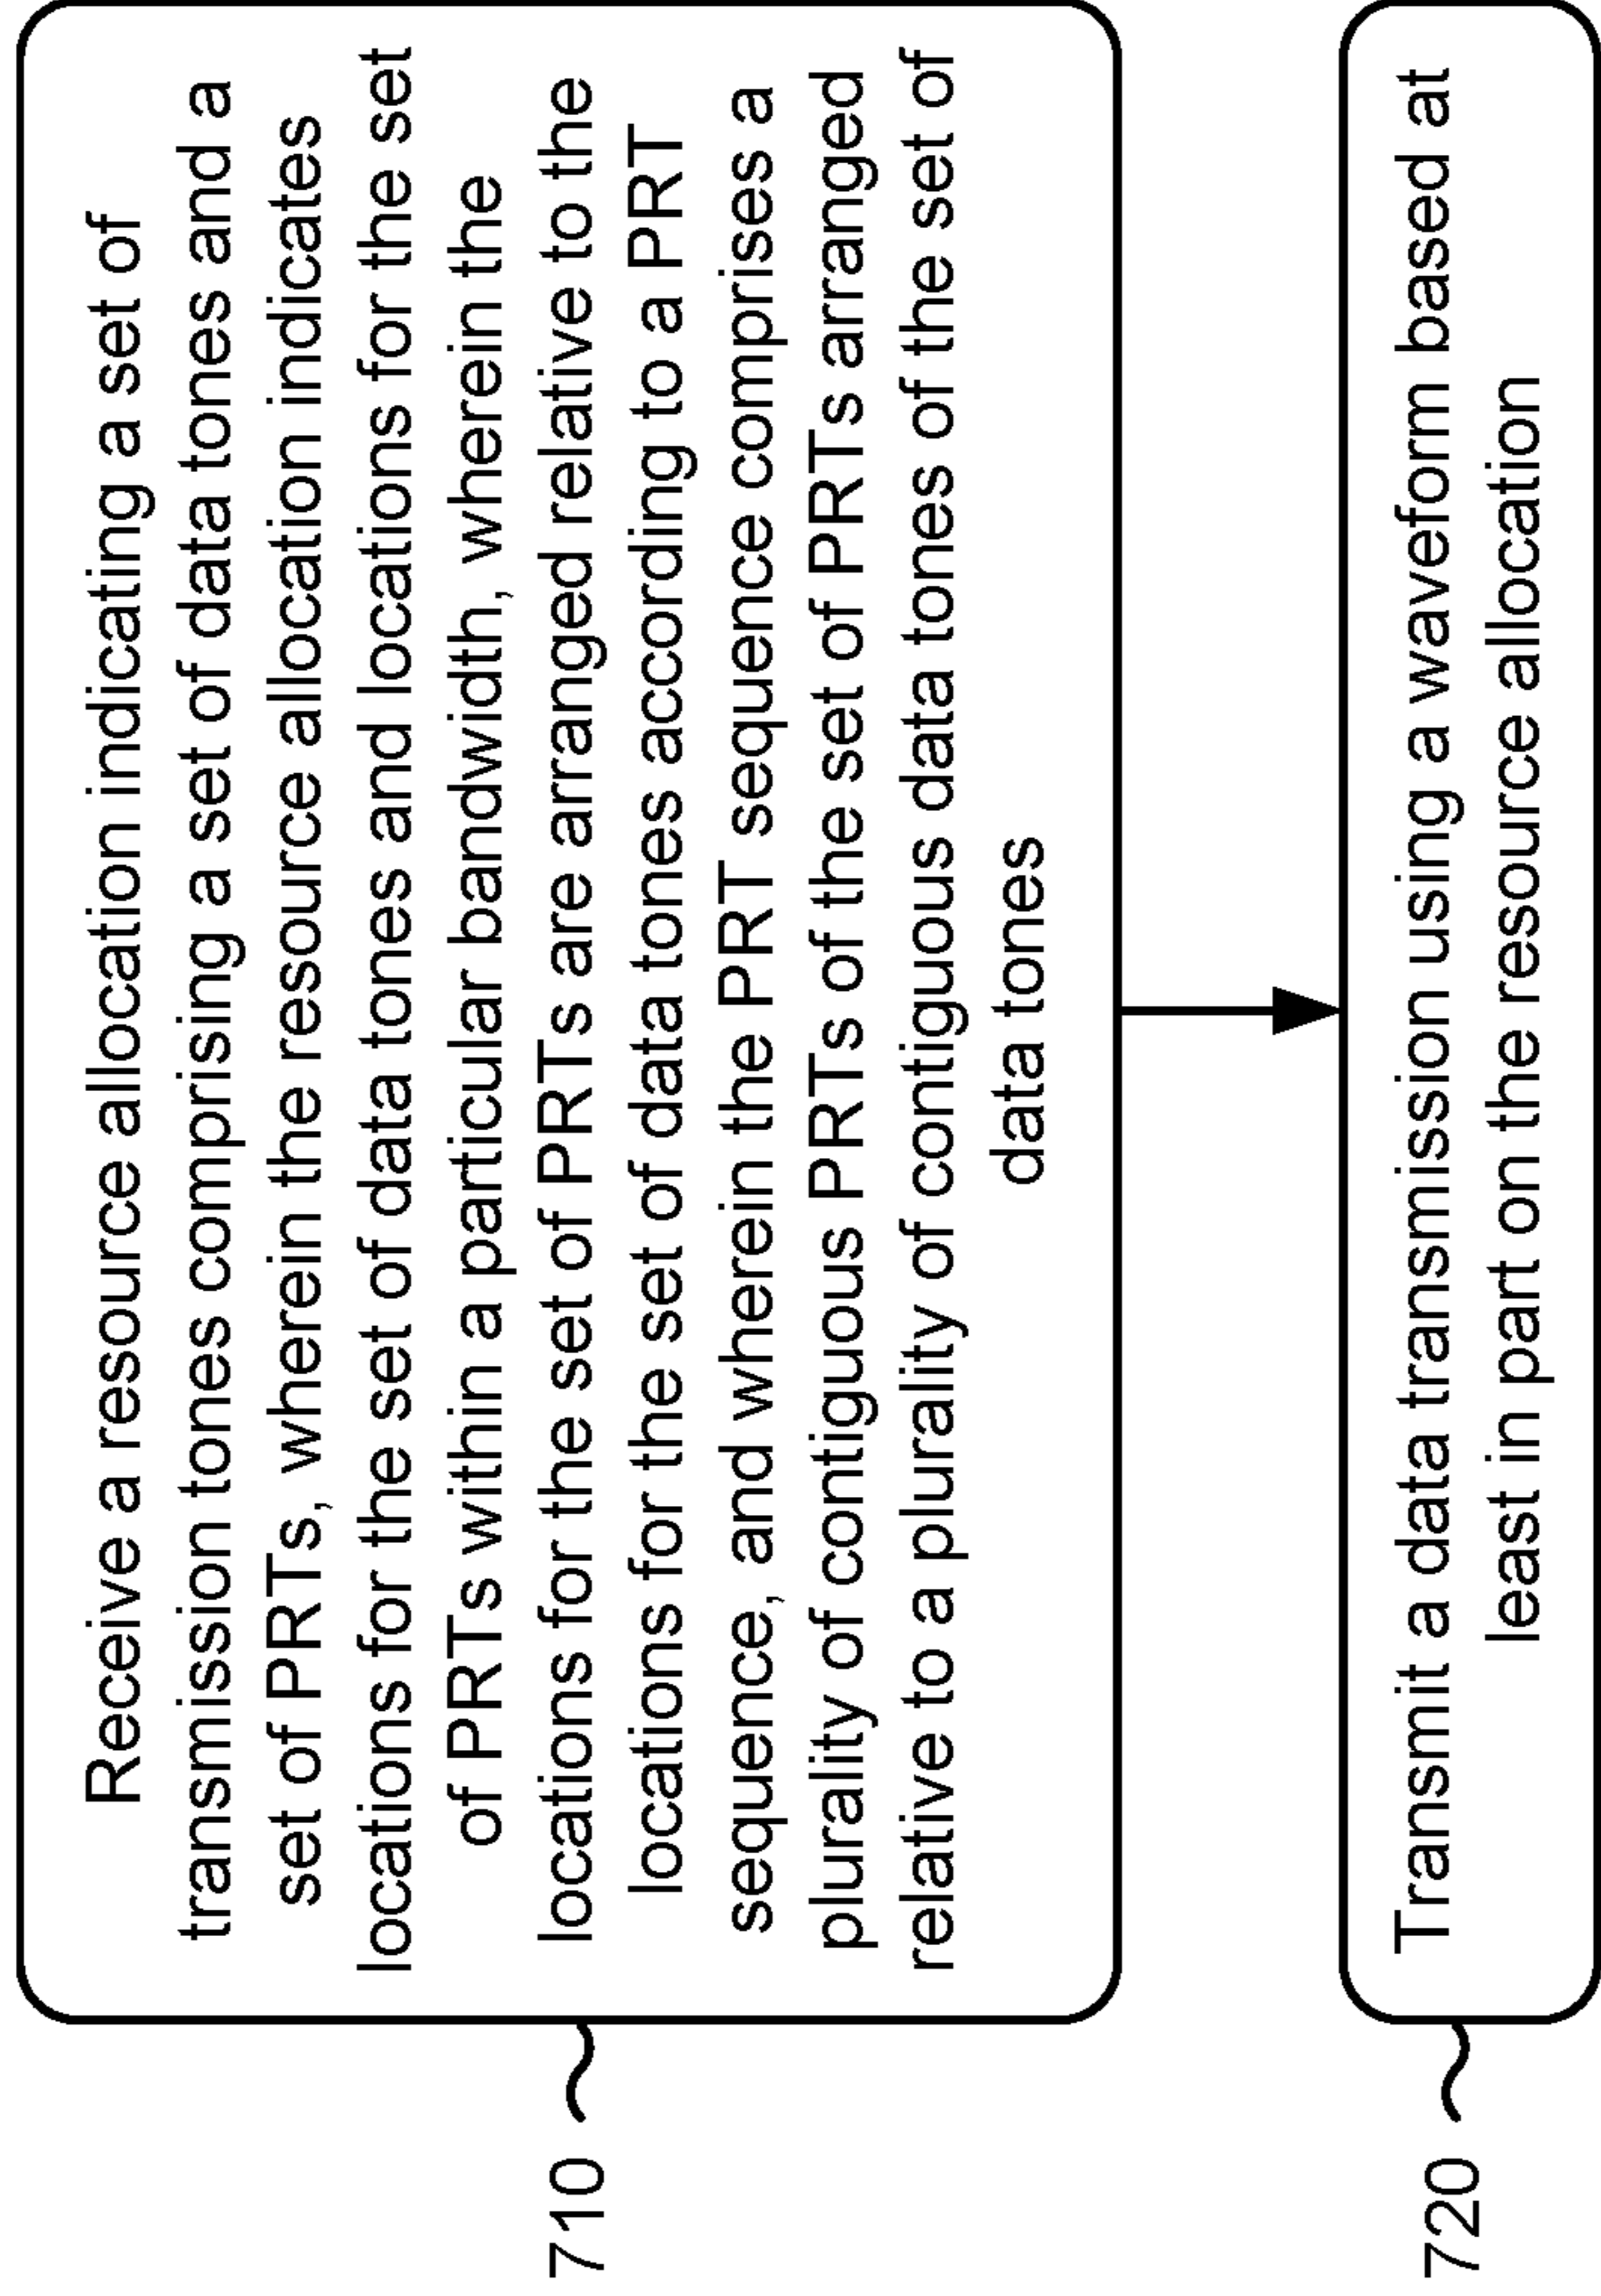 710
Receive a resource allocation indicating a set of
transmission tones comprising a set of data tones and a
set of PRTs, wherein the resource allocation indicates
locations for the set of data tones and locations for the set
of PRTs within a particular bandwidth, wherein the
locations for the set of PRTs are arranged relative to the
locations for the set of data tones according to a PRT
sequence, and wherein the PRT sequence comprises a
plurality of contiguous PRTs of the set of PRTs arranged
relative to a plurality of contiguous data tones of the set of
data tones
720
Transmit a data transmission using a waveform based at
least in part on the resource allocation